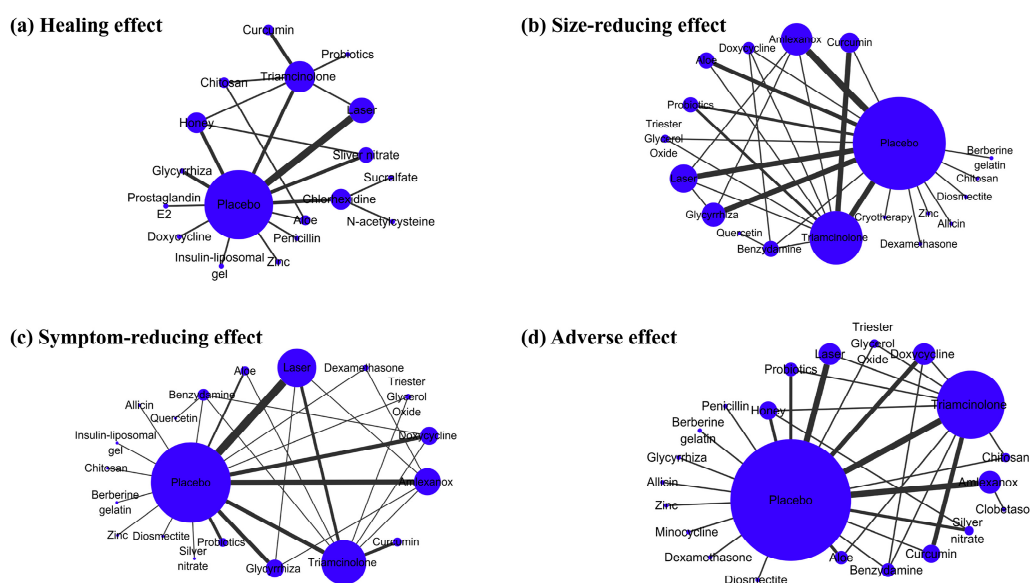 (a) Healing effect
Curcumin
Probiotics
Triamcinolone
Chitosan
Laser
Honey
Sliver nitrate
Glycyrrhiza
Sucralfate
Chlorhexidine
Prostaglandin
E2
Placebo
Aloe
N-acetylcysteine
Doxycycline
Penicillin
Insulin-liposomal
gel
Zinc
(b) Size-reducing effect
Amlexanox
Curcumin
Doxycycline
Aloe
Probiotics
Triester
Glycerol
Oxide
Placebo
Berberine
gelatin
Laser
Chitosan
Diosmectite
Glycyrrhiza
Cryotherapy
Zinc
Allicin
Quercetin
Triamcinolone
Dexamethasone
Benzydamine
(c) Symptom-reducing effect
Laser
Aloe
Dexamethasone
Triester
Glycerol
Oxide
Benzydamine
Allicin
Quercetin
Insulin-liposomal
gel
Doxycycline
Chitosan
Placebo
Amlexanox
Berberine
gelatin
Zinc
Diosmectite
Probiotics
Curcumin
Silver
nitrate
Glycyrrhiza
Triamcinolone
(d) Adverse effect
Triester
Glycerol
Oxide
Laser
Doxycycline
Probiotics
Penicillin
Honey
Triamcinolone
Berberine
gelatin
Glycyrrhiza
Chitosan
Allicin
Amlexanox
Placebo
Zinc
Clobetaso
Minocycline
Silver
nitrate
Dexamethasone
Aloe
Curcumin
Benzydamine
Diosmectite